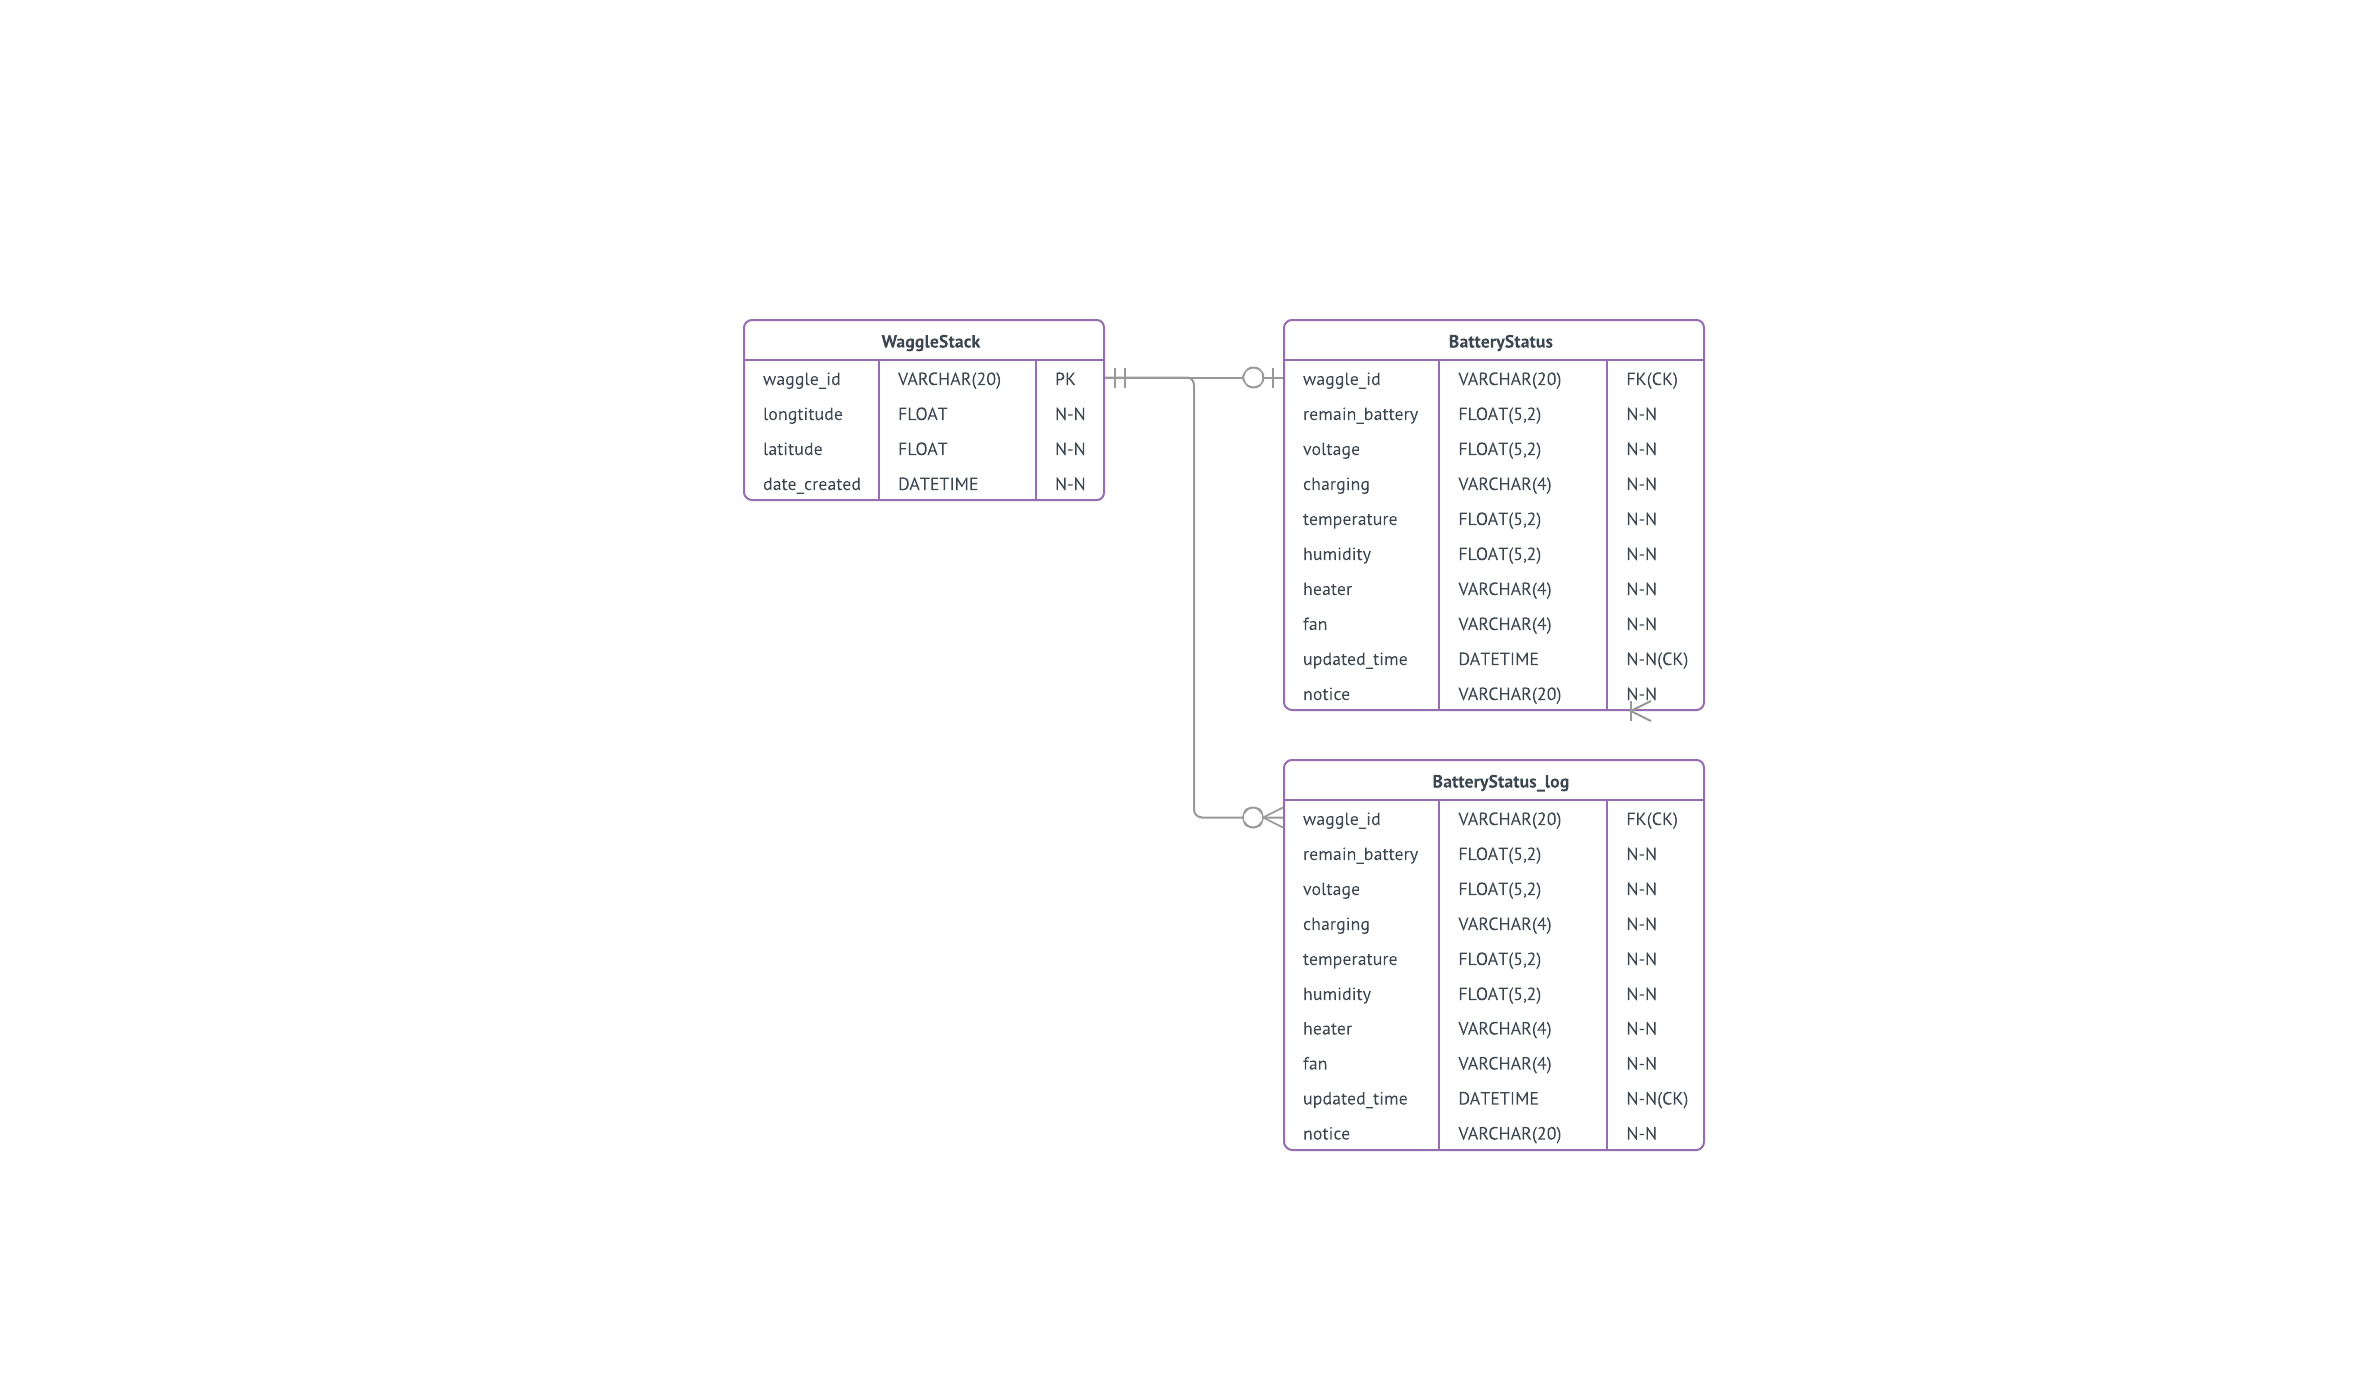 WaggleStack
waggle_id VARCHAR(20) PK
longtitude FLOAT N-N
latitude FLOAT N-N
date_created DATETIME N-N
BatteryStatus
waggle_id VARCHAR(20) FK(CK)
remain_battery FLOAT(5,2) N-N
voltage FLOAT(5,2) N-N
charging VARCHAR(4) N-N
temperature FLOAT(5,2) N-N
humidity FLOAT(5,2) N-N
heater VARCHAR(4) N-N
fan VARCHAR(4) N-N
updated_time DATETIME N-N(CK)
notice VARCHAR(20) N-N
BatteryStatus_log
waggle_id VARCHAR(20) FK(CK)
remain_battery FLOAT(5,2) N-N
voltage FLOAT(5,2) N-N
charging VARCHAR(4) N-N
temperature FLOAT(5,2) N-N
humidity FLOAT(5,2) N-N
heater VARCHAR(4) N-N
fan VARCHAR(4) N-N
updated_time DATETIME N-N(CK)
notice VARCHAR(20) N-N